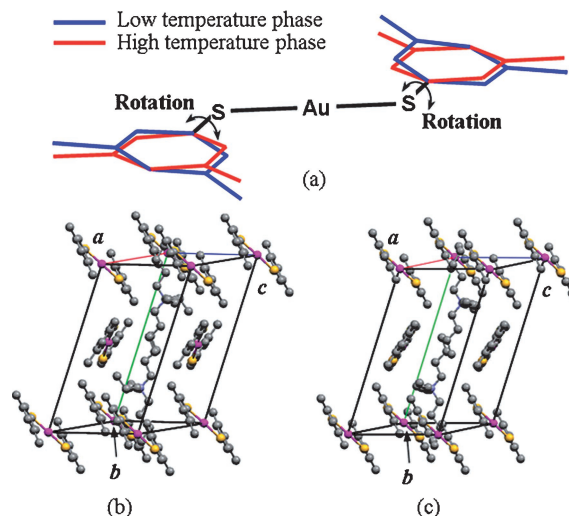 Low temperature phase
High temperature phase
Rotation
S
Au
S
Rotation
(a)
a
c
b
(b)
a
c
b
(c)